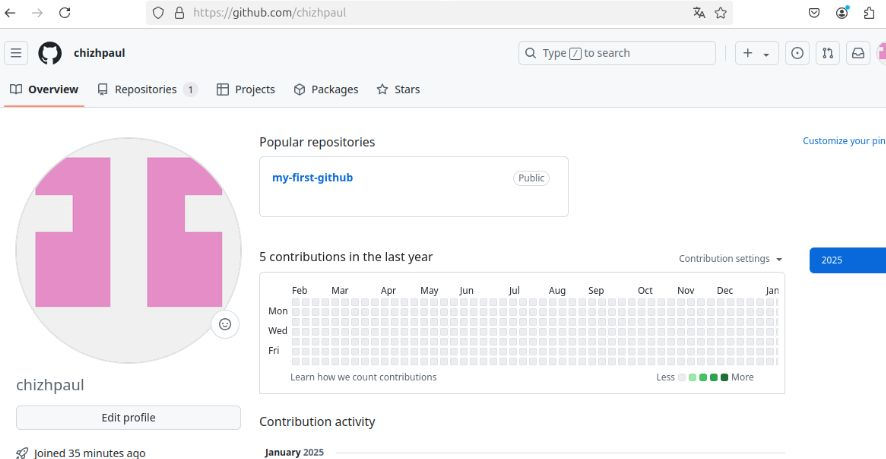 https://github.com/chizhpaul
chizhpaul
Type / to search
Overview
Repositories 1
Projects
Packages
Stars
Popular repositories
Customize your pin
my-first-github
Public
5 contributions in the last year
Contribution settings
2025
Feb Mar Apr May Jun Jul Aug Sep Oct Nov Dec Jan
Mon
Wed
Fri
Learn how we count contributions
Less More
chizhpaul
Edit profile
Contribution activity
January 2025
Joined 35 minutes ago